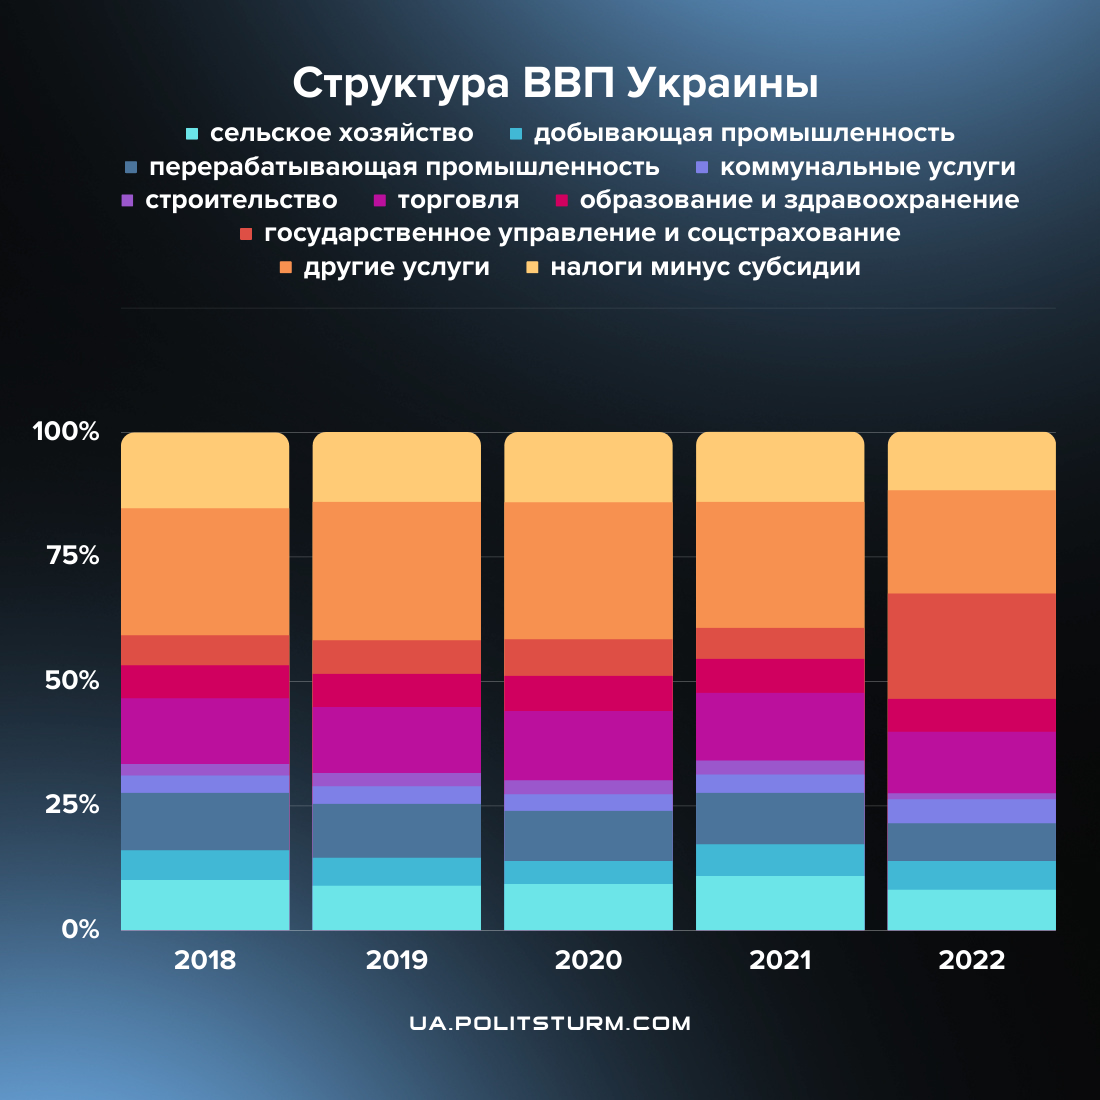 Структура ВВП Украины
сельское хозяйство добывающая промышленность
перерабатывающая промышленность коммунальные услуги
строительство торговля образование и здравоохранение
государственное управление и соцстрахование
другие услуги налоги минус субсидии
100%
75%
50%
25%
0%
2018 2019 2020 2021 2022
UA.POLITSTURM.COM